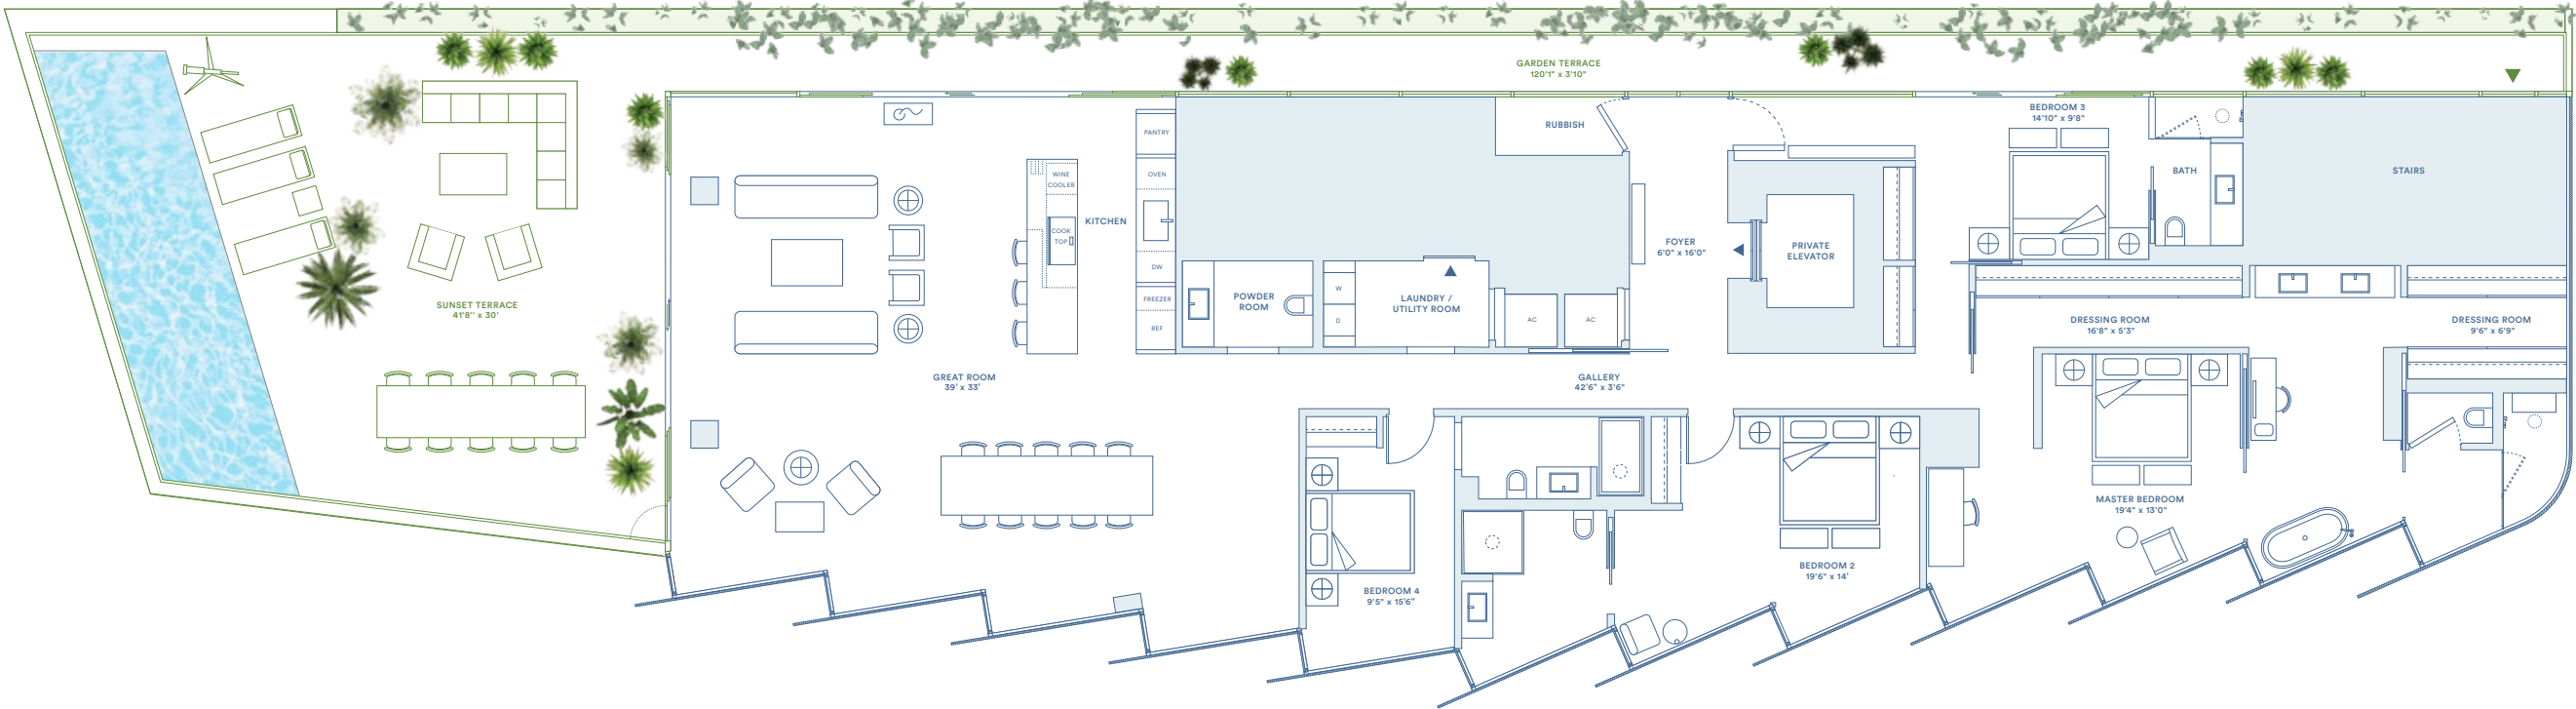 GARDEN TERRACE
120'1" x 3'10"
SUNSET TERRACE
41'8'' x 30'
GREAT ROOM
39' x 33'
KITCHEN
WINE
COOLER
COOK
TOP
PANTRY
OVEN
DW
FREEZER
REF
POWDER
ROOM
W
D
LAUNDRY /
UTILITY ROOM
AC
AC
RUBBISH
FOYER
6'0" x 16'0"
PRIVATE
ELEVATOR
GALLERY
42'6" x 3'6"
BEDROOM 3
14'10" x 9'8"
BATH
STAIRS
DRESSING ROOM
16'8" x 5'3"
DRESSING ROOM
9'6" x 6'9"
MASTER BEDROOM
19'4" x 13'0"
BEDROOM 2
19'6" x 14'
BEDROOM 4
9'5" x 15'6"